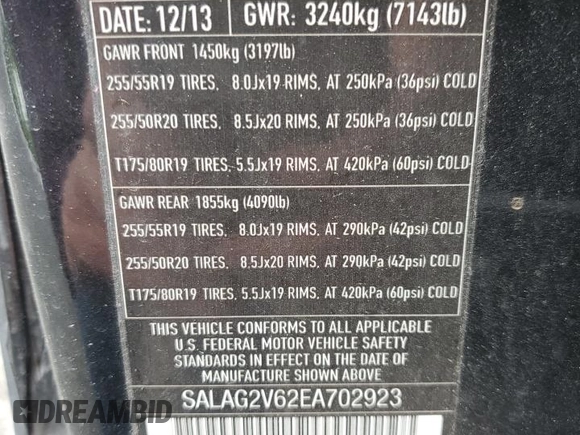 DATE: 12/13 GWR: 3240kg (7143lb)
GAWR FRONT 1450kg (3197lb)
255/55R19 TIRES, 8.0Jx19 RIMS, AT 250kPa (36psi) COLD
255/50R20 TIRES, 8.5Jx20 RIMS, AT 250kPa (36psi) COLD
T175/80R19 TIRES, 5.5Jx19 RIMS, AT 420kPa (60psi) COLD
GAWR REAR 1855kg (4090lb)
255/55R19 TIRES, 8.0Jx19 RIMS, AT 290kPa (42psi) COLD
255/50R20 TIRES, 8.5Jx20 RIMS, AT 290kPa (42psi) COLD
T175/80R19 TIRES, 5.5Jx19 RIMS, AT 420kPa (60psi) COLD
THIS VEHICLE CONFORMS TO ALL APPLICABLE
U.S. FEDERAL MOTOR VEHICLE SAFETY
STANDARDS IN EFFECT ON THE DATE OF
MANUFACTURE SHOWN ABOVE
SALAG2V62EA702923